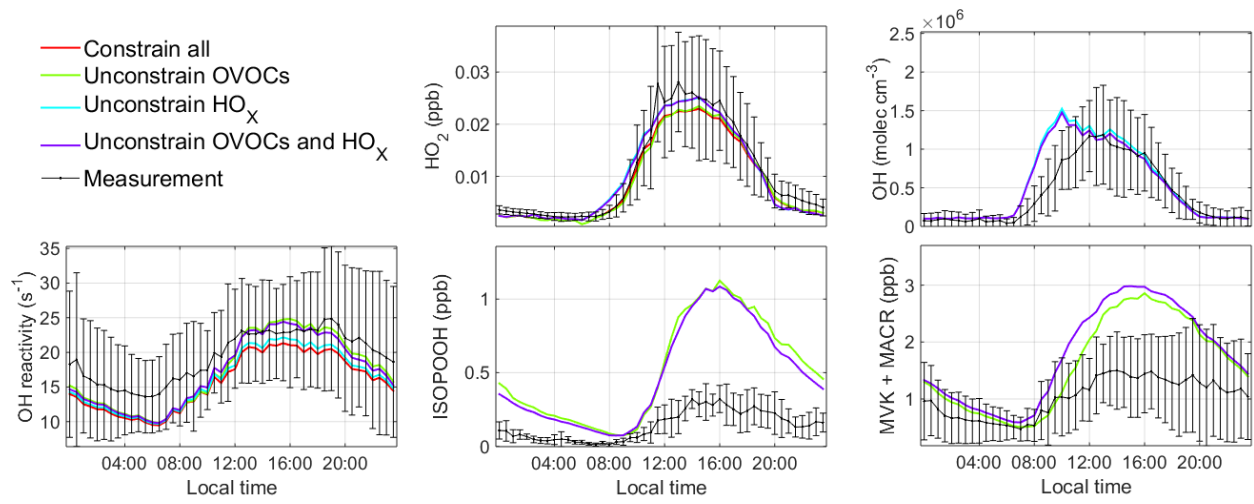 Constrain all
Unconstrain OVOCs
Unconstrain HOX
Unconstrain OVOCs and HOX
Measurement
HO2 (ppb)
0.03
0.02
0.01
×10^6
OH (molec cm-3)
2.5
2
1.5
1
0.5
0
OH reactivity (s-1)
35
30
25
20
15
10
04:00 08:00 12:00 16:00 20:00
Local time
ISOPOOH (ppb)
1
0.5
0
04:00 08:00 12:00 16:00 20:00
Local time
MVK + MACR (ppb)
3
2
1
04:00 08:00 12:00 16:00 20:00
Local time